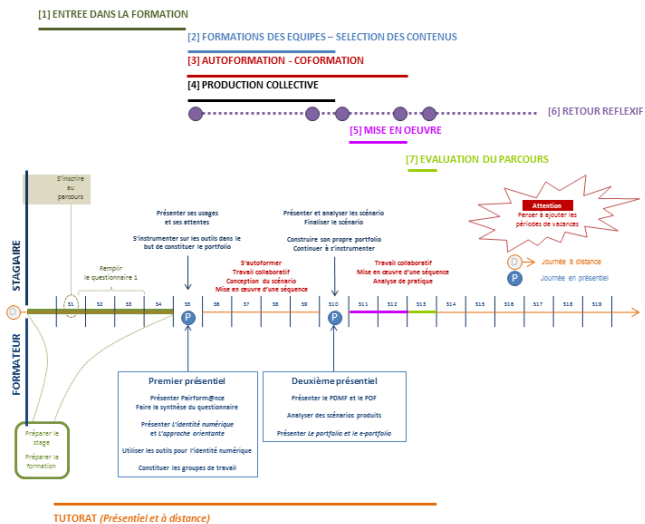 [1] ENTREE DANS LA FORMATION
[2] FORMATIONS DES EQUIPES – SELECTION DES CONTENUS
[3] AUTOFORMATION - COFORMATION
[4] PRODUCTION COLLECTIVE
[6] RETOUR REFLEXIF
[5] MISE EN OEUVRE
[7] EVALUATION DU PARCOURS
S'inscrire
au
parcours
Attention
Penser à ajouter les
périodes de vacances
Présenter ses usages
et ses attentes
S'instrumenter sur les outils dans le
but de constituer le portfolio
Présenter et analyser les scénario
Finaliser le scénario
Construire son propre portfolio
Continuer à s'instrumenter
STAGIAIRE
Remplir
le questionnaire 1
S'autoformer
Travail collaboratif
Conception du scénario
Mise en œuvre d'une séquence
Travail collaboratif
Mise en œuvre d'une séquence
Analyse de pratique
D Journée à distance
P Journée en présentiel
S1 S2 S3 S4 S5 S6 S7 S8 S9 S10 S11 S12 S13 S14 S15 S16 S17 S18 S19
D P P
FORMATEUR
Premier présentiel
Présenter Pairform@nce
Faire la synthèse du questionnaire
Présenter L'identité numérique
et L'approche orientante
Utiliser les outils pour l'identité numérique
Constituer les groupes de travail
Deuxième présentiel
Présenter le PDMF et le POF
Analyser des scénarios produits
Présenter Le portfolio et le e-portfolio
Préparer le
stage
Préparer la
formation
TUTORAT (Présentiel et à distance)